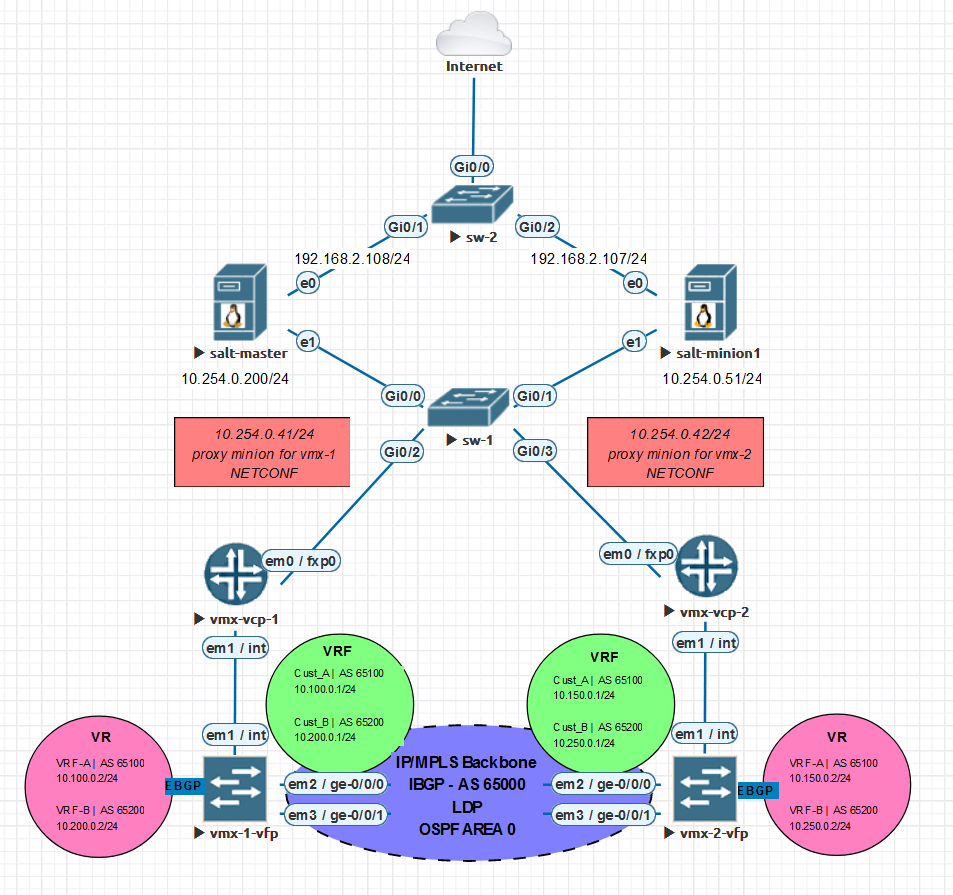 Internet
Gi0/0
sw-2
Gi0/1
Gi0/2
192.168.2.108/24
192.168.2.107/24
e0
e0
salt-master
salt-minion1
e1
e1
10.254.0.200/24
10.254.0.51/24
Gi0/0
Gi0/1
sw-1
10.254.0.41/24
proxy minion for vmx-1
NETCONF
10.254.0.42/24
proxy minion for vmx-2
NETCONF
Gi0/2
Gi0/3
em0 / fxp0
em0 / fxp0
vmx-vcp-1
vmx-vcp-2
em1 / int
em1 / int
VRF
Cust_A | AS 65100
10.100.0.1/24
Cust_B | AS 65200
10.200.0.1/24
VRF
Cust_A | AS 65100
10.150.0.1/24
Cust_B | AS 65200
10.250.0.1/24
em1 / int
em1 / int
VR
VRF-A | AS 65100
10.100.0.2/24
VRF-B | AS 65200
10.200.0.2/24
EBGP
em2 / ge-0/0/0
em3 / ge-0/0/1
vmx-1-vfp
IP/MPLS Backbone
IBGP - AS 65000
LDP
OSPF AREA 0
em2 / ge-0/0/0
em3 / ge-0/0/1
vmx-2-vfp
EBGP
VR
VRF-A | AS 65100
10.150.0.2/24
VRF-B | AS 65200
10.250.0.2/24